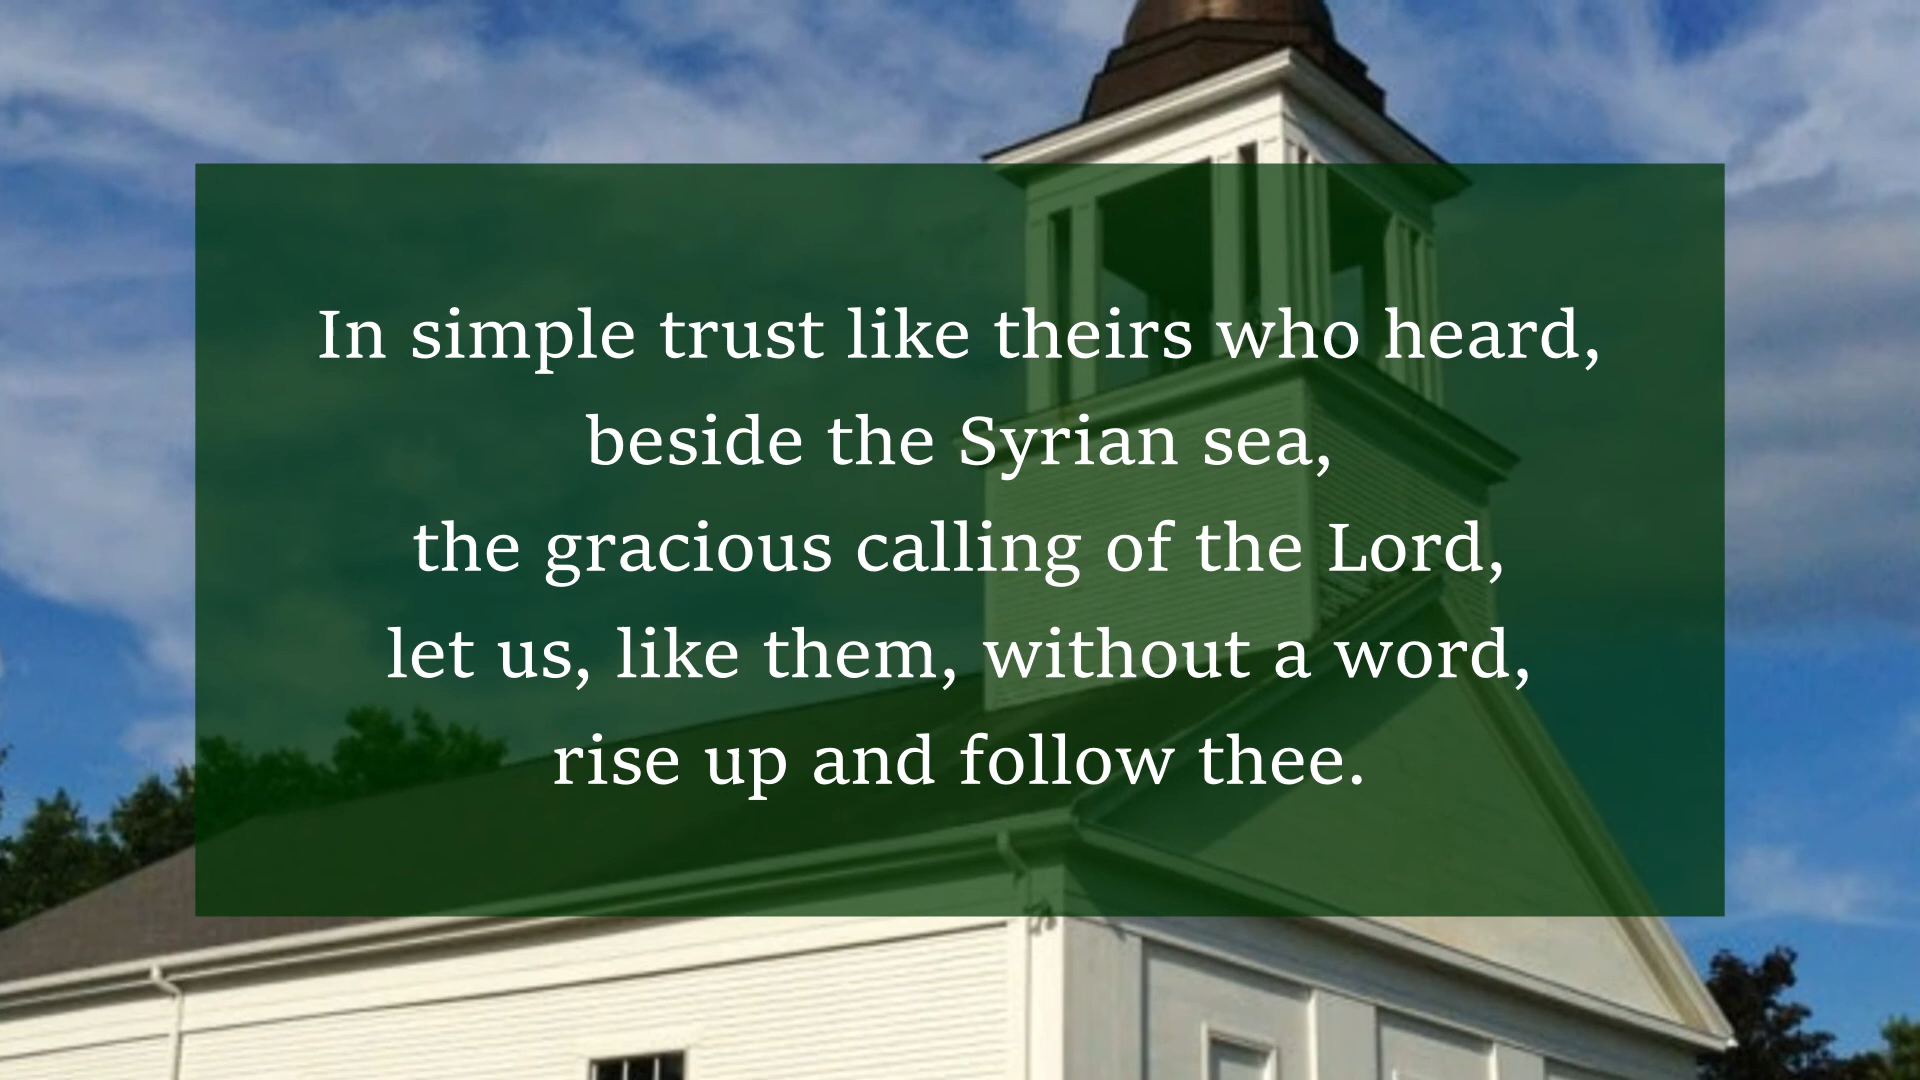 In simple trust like theirs who heard,
beside the Syrian sea,
the gracious calling of the Lord,
let us, like them, without a word,
rise up and follow thee.